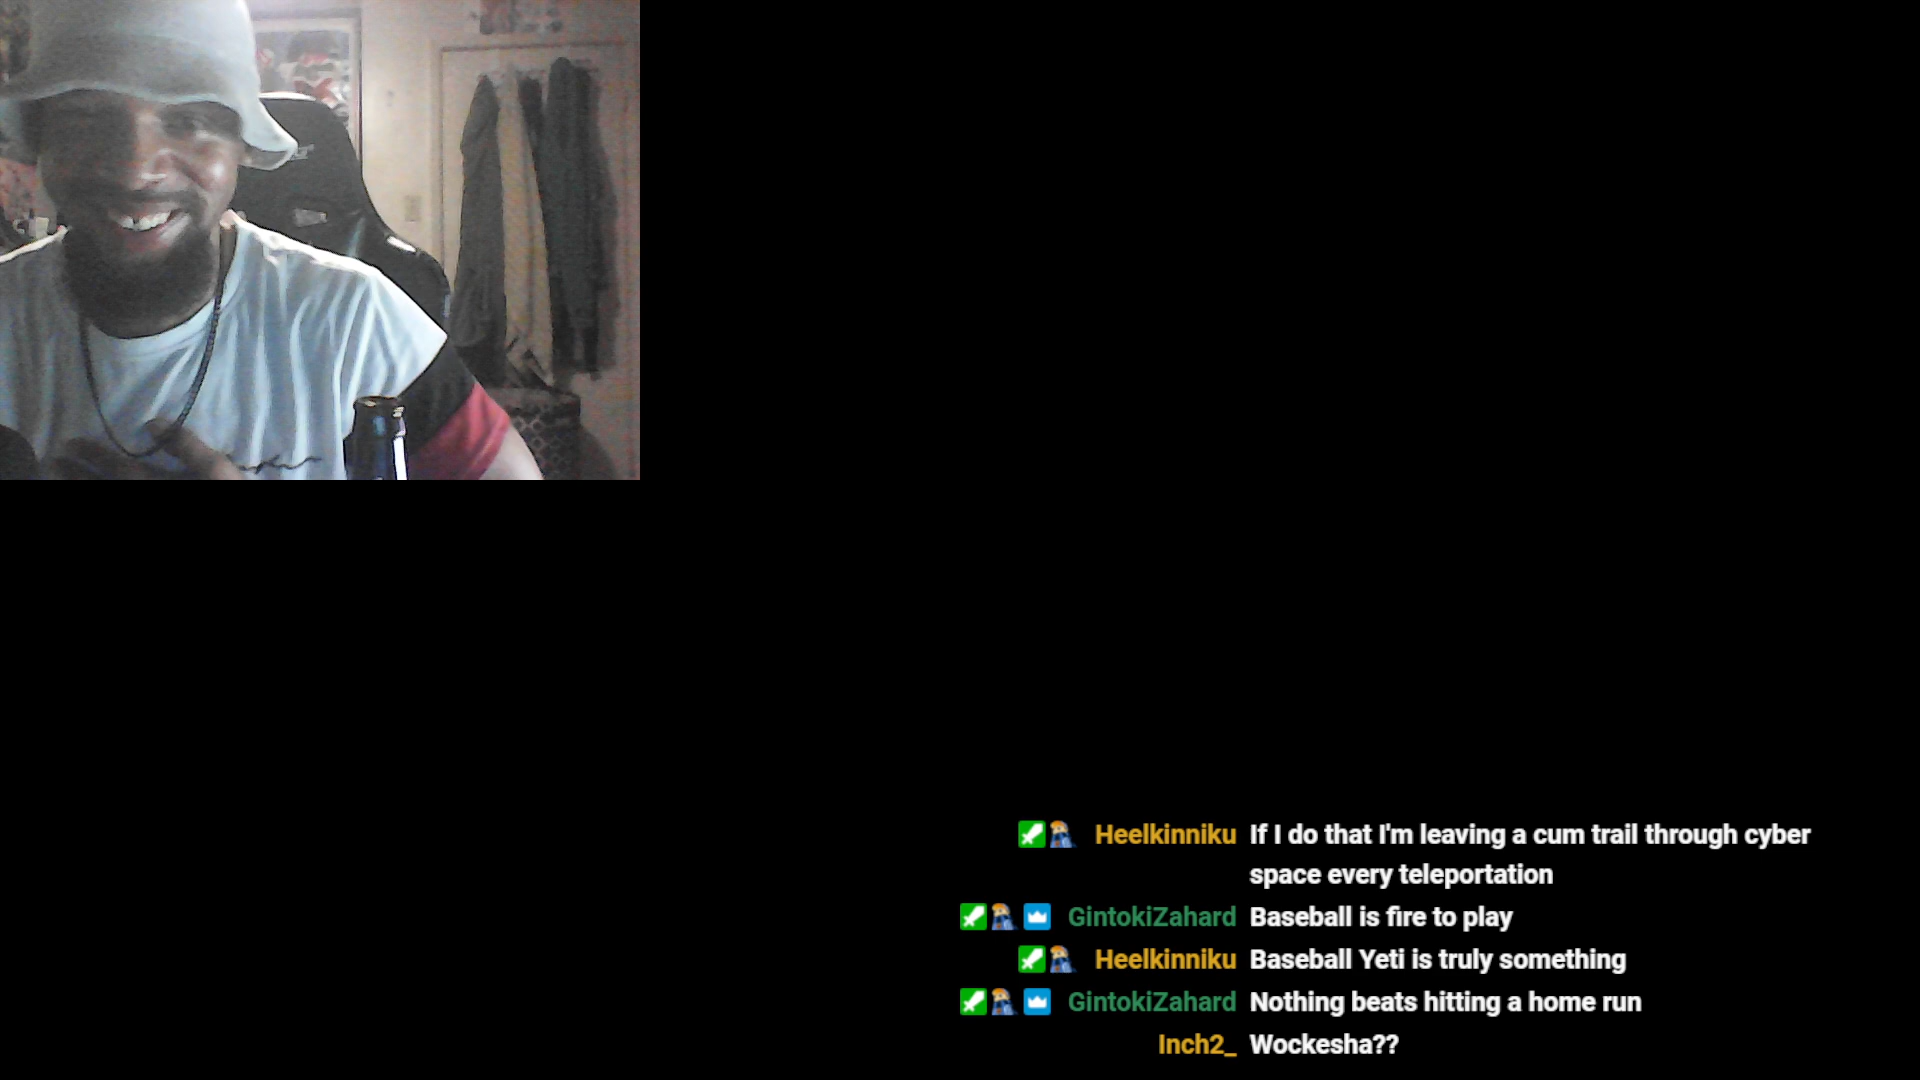 Heelkinniku If I do that I'm leaving a cum trail through cyber
space every teleportation
GintokiZahard Baseball is fire to play
Heelkinniku Baseball Yeti is truly something
GintokiZahard Nothing beats hitting a home run
Inch2_ Wockesha??